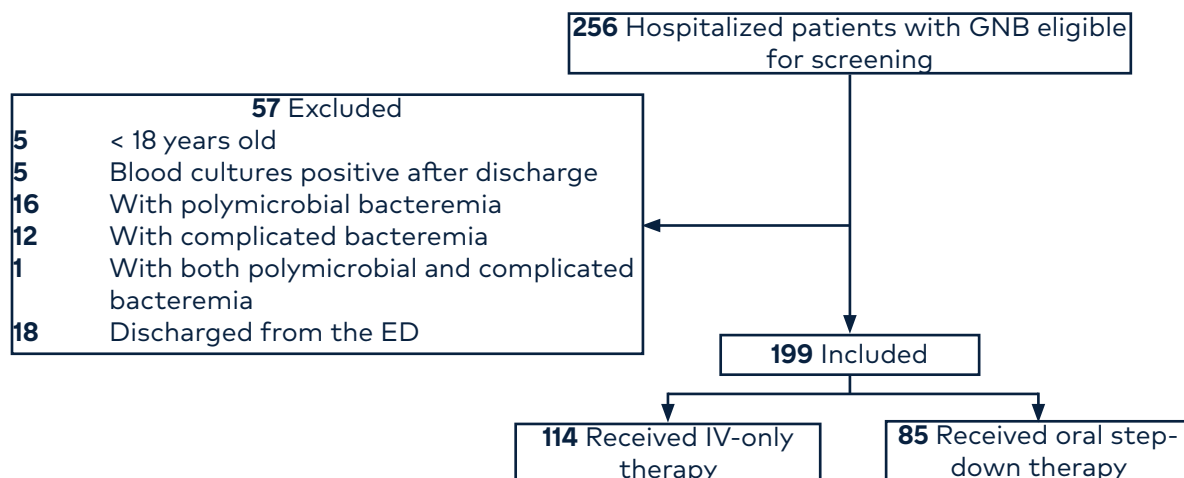 256 Hospitalized patients with GNB eligible
for screening
57 Excluded
5 < 18 years old
5 Blood cultures positive after discharge
16 With polymicrobial bacteremia
12 With complicated bacteremia
1 With both polymicrobial and complicated
bacteremia
18 Discharged from the ED
199 Included
114 Received IV-only
therapy
85 Received oral step-
down therapy